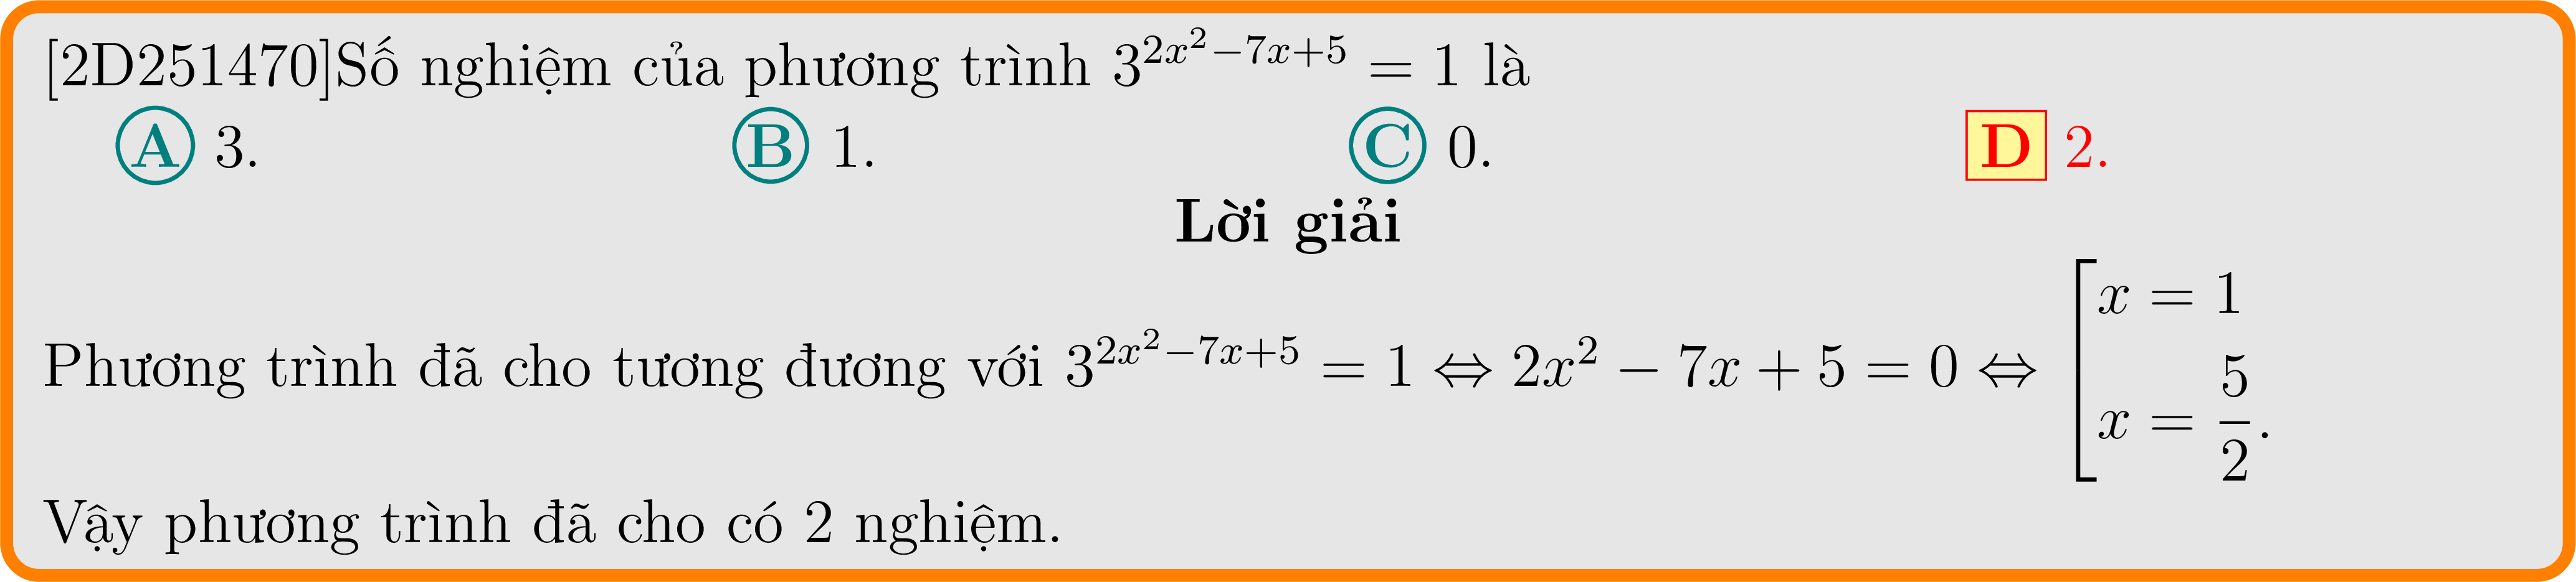 [2D251470]Số nghiệm của phương trình $3^{2x^2-7x+5} = 1$ là
A 3. B 1. C 0. D 2.
Lời giải
Phương trình đã cho tương đương với $3^{2x^2-7x+5} = 1 \Leftrightarrow 2x^2 - 7x + 5 = 0 \Leftrightarrow \left[\begin{array}{l} x = 1 \\ x = \dfrac{5}{2}. \end{array}\right.$
Vậy phương trình đã cho có 2 nghiệm.